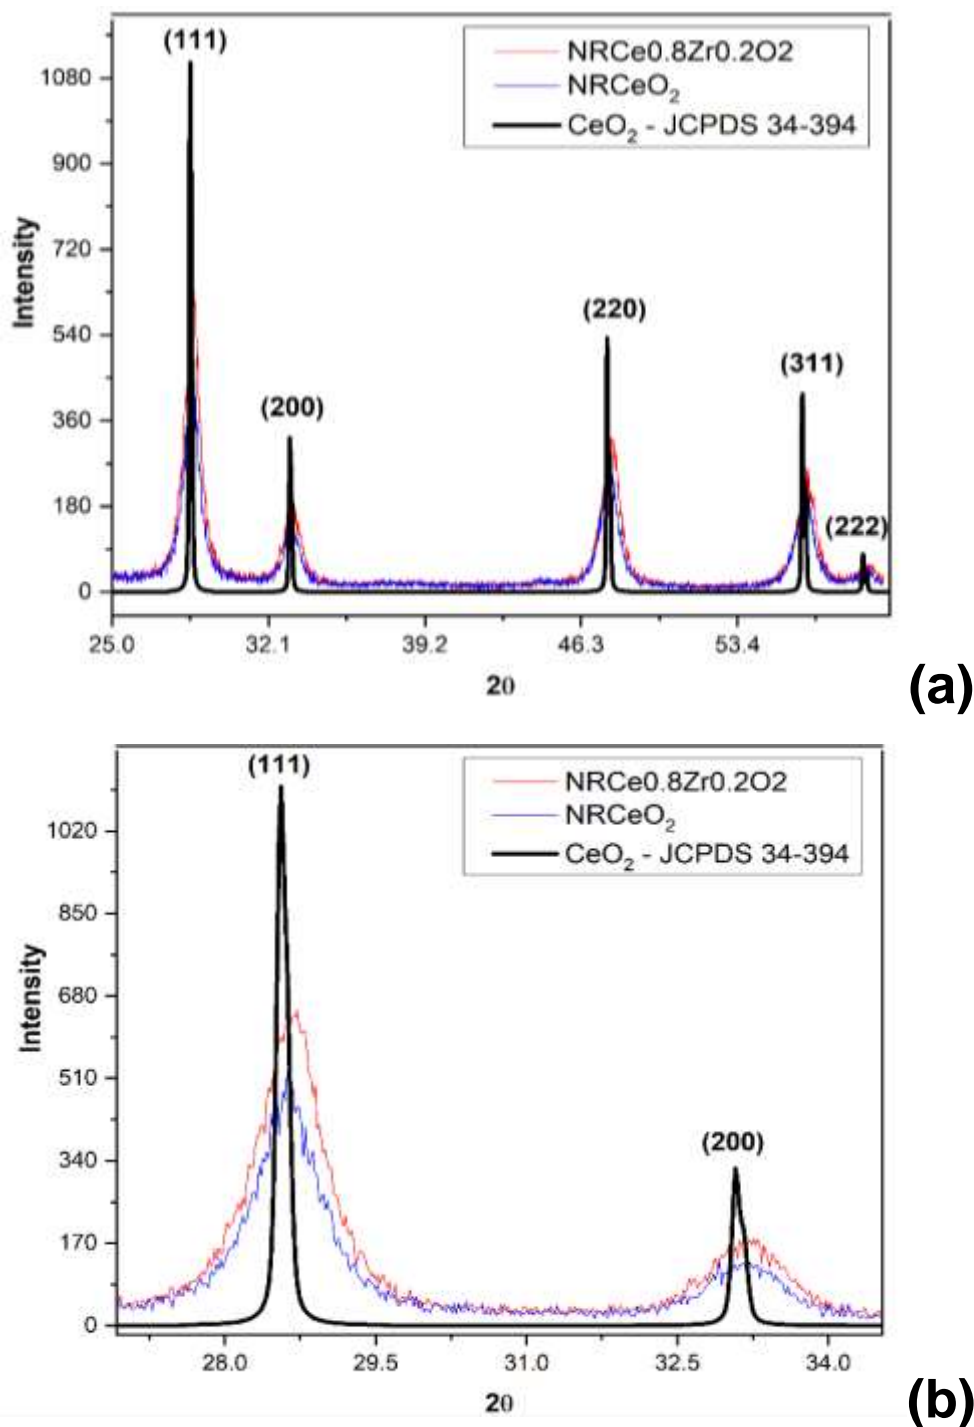 (111)
NRCe0.8Zr0.2O2
NRCeO₂
CeO₂ - JCPDS 34-394
1080
900
720
540
360
180
0
Intensity
(200)
(220)
(311)
(222)
25.0 32.1 39.2 46.3 53.4
2θ
(a)
(111)
NRCe0.8Zr0.2O2
NRCeO₂
CeO₂ - JCPDS 34-394
1020
850
680
510
340
170
0
Intensity
(200)
28.0 29.5 31.0 32.5 34.0
2θ
(b)